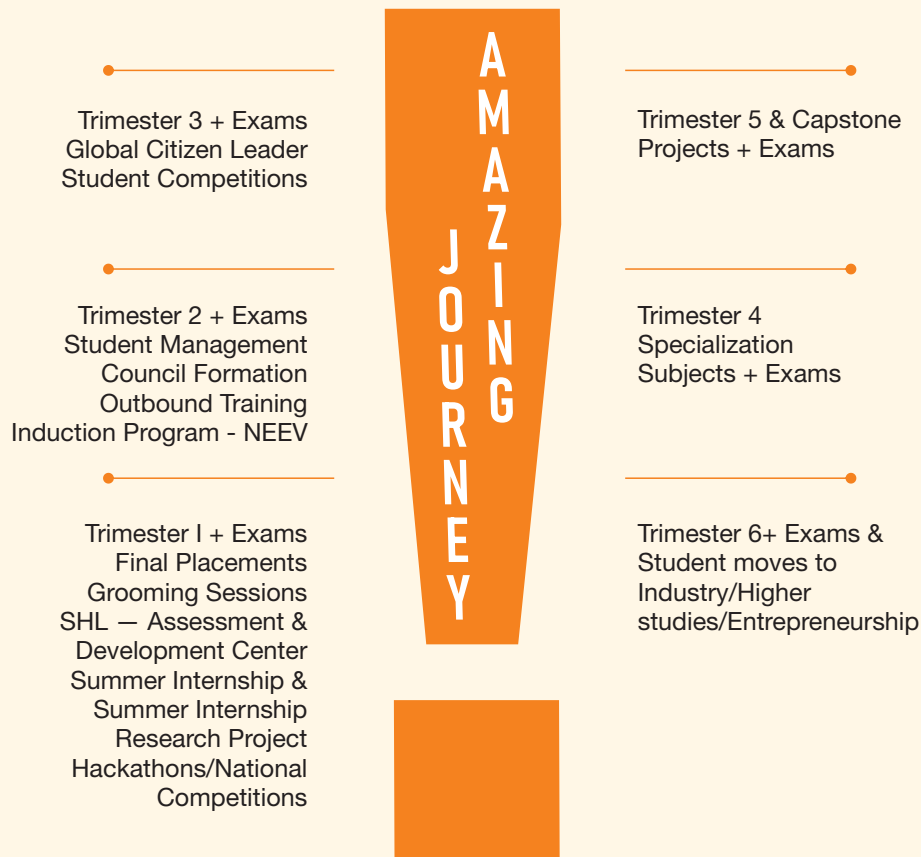 AMAZING
JOURNEY
Trimester 3 + Exams
Global Citizen Leader
Student Competitions
Trimester 2 + Exams
Student Management
Council Formation
Outbound Training
Induction Program - NEEV
Trimester I + Exams
Final Placements
Grooming Sessions
SHL — Assessment &
Development Center
Summer Internship &
Summer Internship
Research Project
Hackathons/National
Competitions
Trimester 5 & Capstone
Projects + Exams
Trimester 4
Specialization
Subjects + Exams
Trimester 6+ Exams &
Student moves to
Industry/Higher
studies/Entrepreneurship